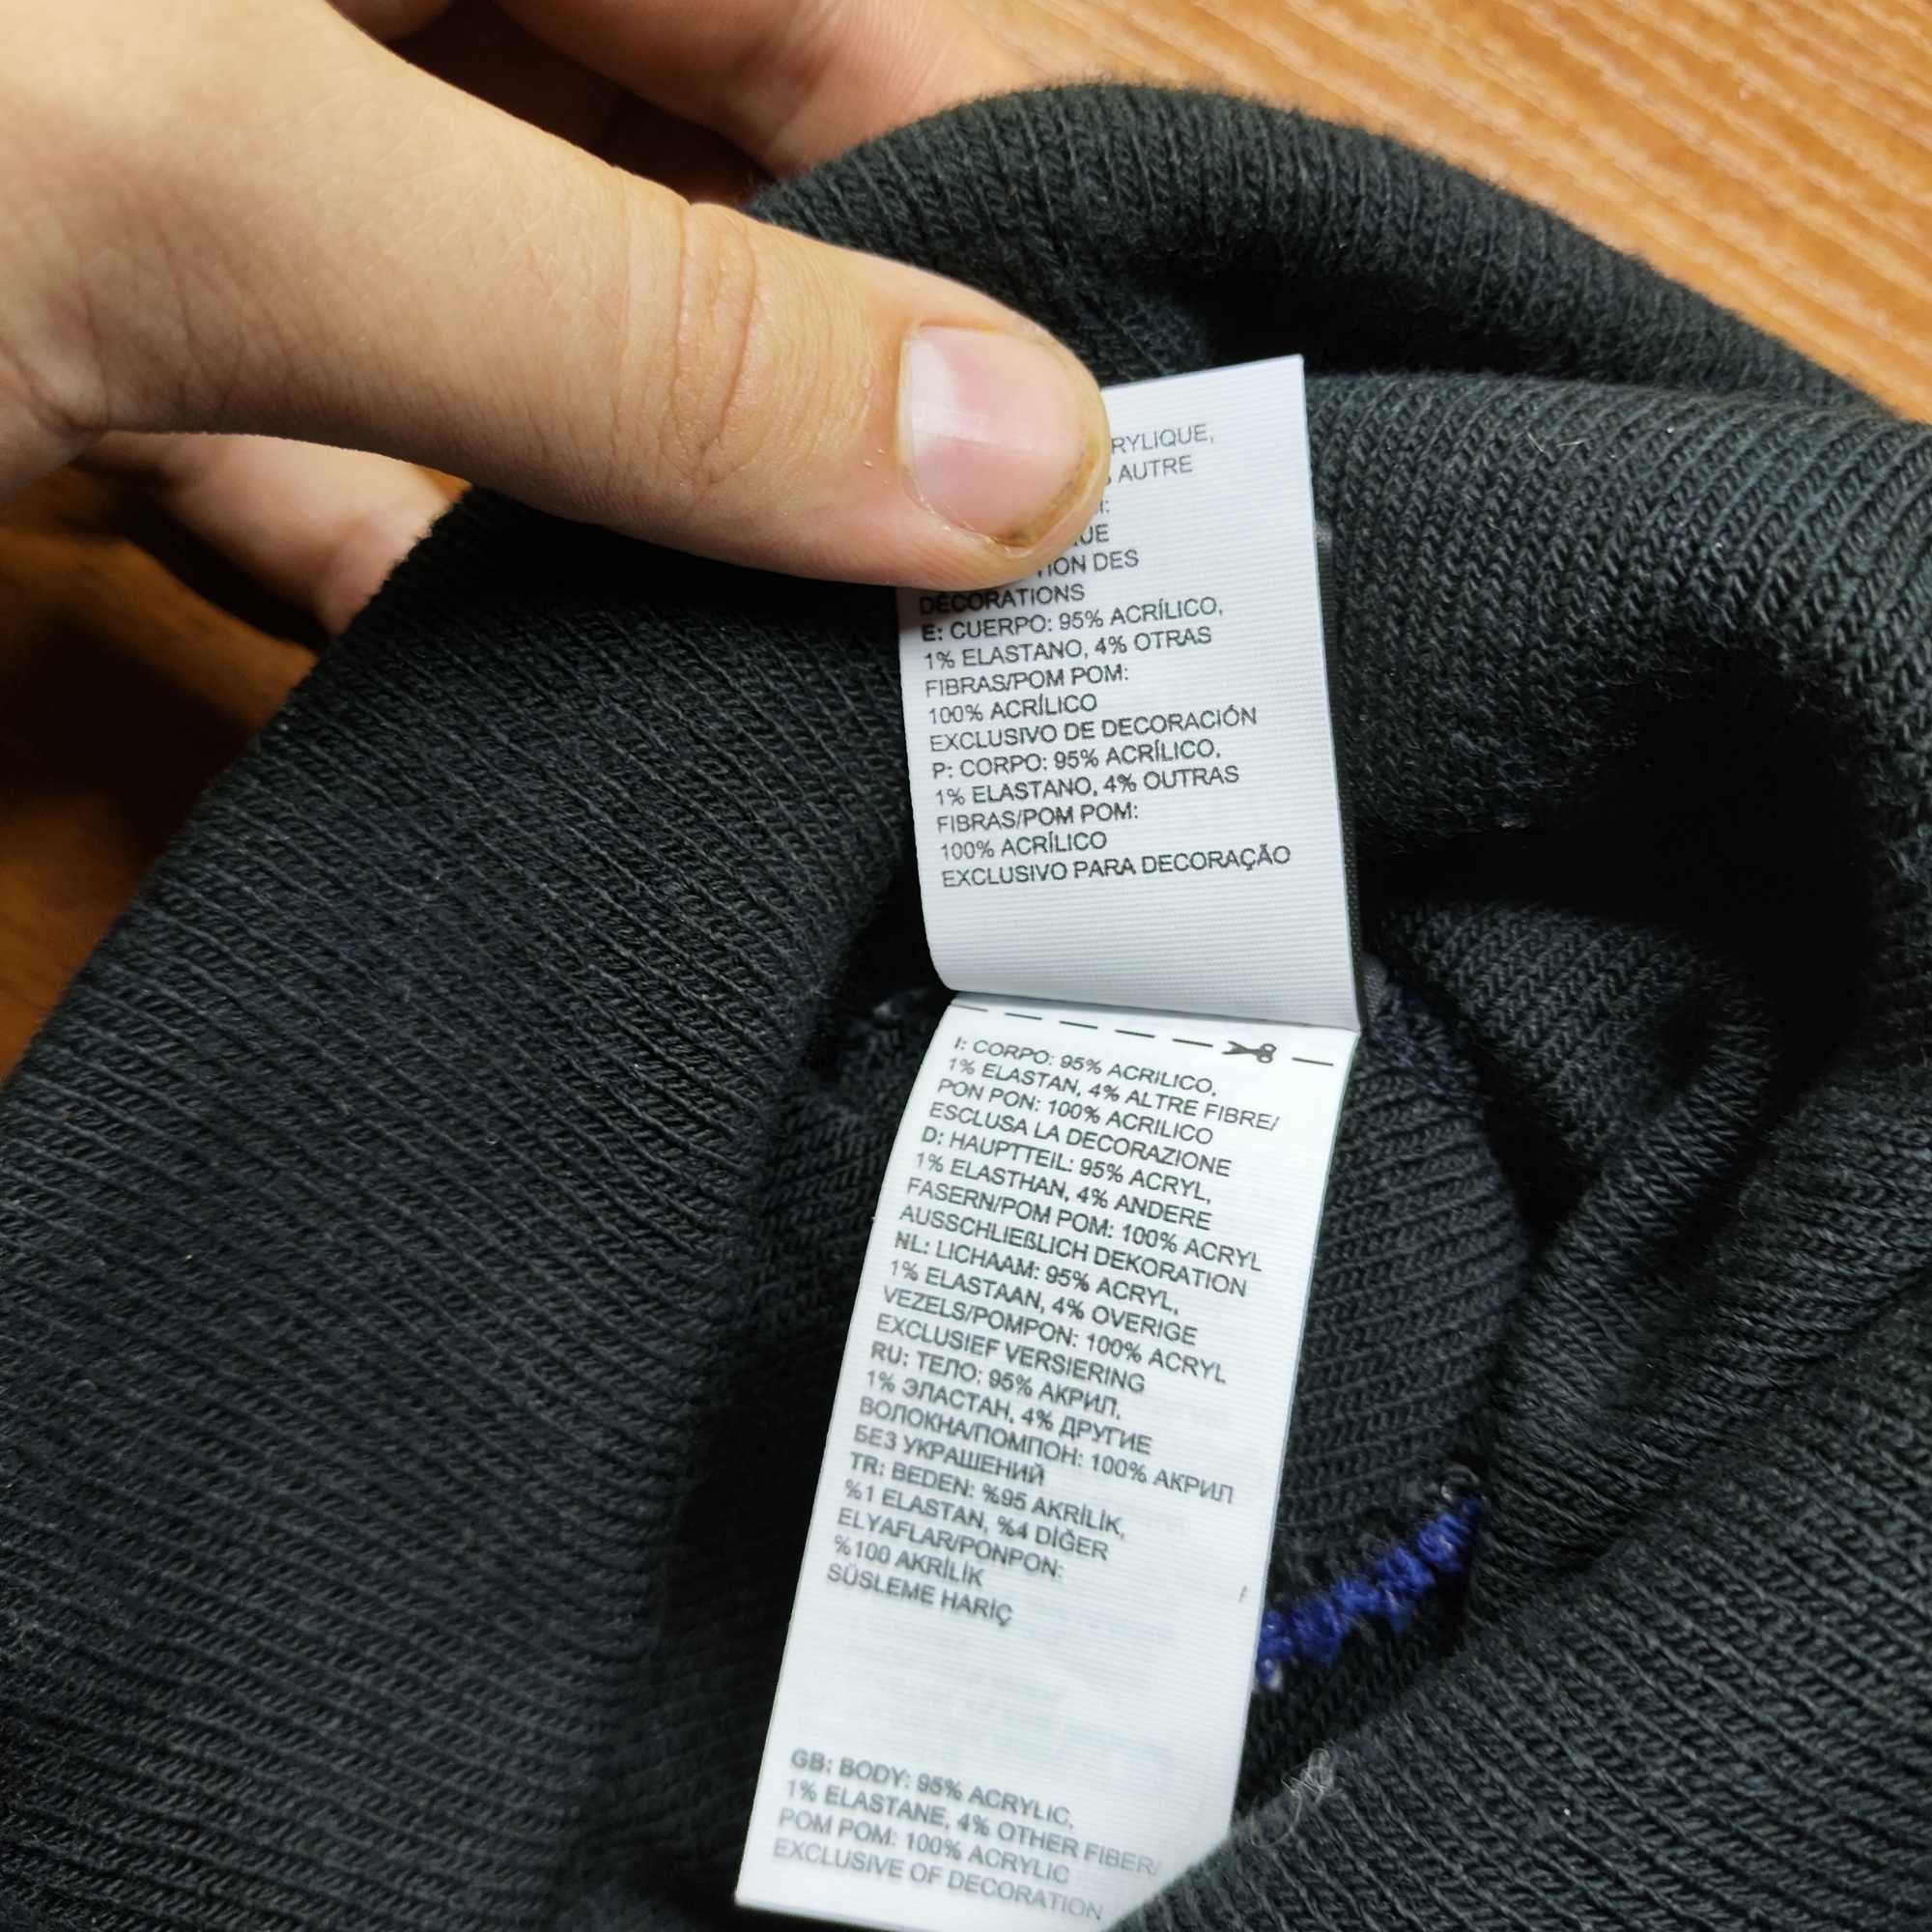 RYLIQUE,
AUTRE
UE
TION DES
DÉCORATIONS
E: CUERPO: 95% ACRÍLICO,
1% ELASTANO, 4% OTRAS
FIBRAS/POM POM:
100% ACRÍLICO
EXCLUSIVO DE DECORACIÓN
P: CORPO: 95% ACRÍLICO,
1% ELASTANO, 4% OUTRAS
FIBRAS/POM POM:
100% ACRÍLICO
EXCLUSIVO PARA DECORAÇÃO
I: CORPO: 95% ACRILICO,
1% ELASTAN, 4% ALTRE FIBRE/
PON PON: 100% ACRILICO
ESCLUSA LA DECORAZIONE
D: HAUPTTEIL: 95% ACRYL,
1% ELASTHAN, 4% ANDERE
FASERN/POM POM: 100% ACRYL
AUSSCHLIEßLICH DEKORATION
NL: LICHAAM: 95% ACRYL,
1% ELASTAAN, 4% OVERIGE
VEZELS/POMPON: 100% ACRYL
EXCLUSIEF VERSIERING
RU: ТЕЛО: 95% АКРИЛ,
1% ЭЛАСТАН, 4% ДРУГИЕ
ВОЛОКНА/ПОМПОН: 100% АКРИЛ
БЕЗ УКРАШЕНИЙ
TR: BEDEN: %95 AKRİLİK,
%1 ELASTAN, %4 DİĞER
ELYAFLAR/PONPON:
%100 AKRİLİK
SÜSLEME HARİÇ
GB: BODY: 95% ACRYLIC,
1% ELASTANE, 4% OTHER FIBER/
POM POM: 100% ACRYLIC
EXCLUSIVE OF DECORATION